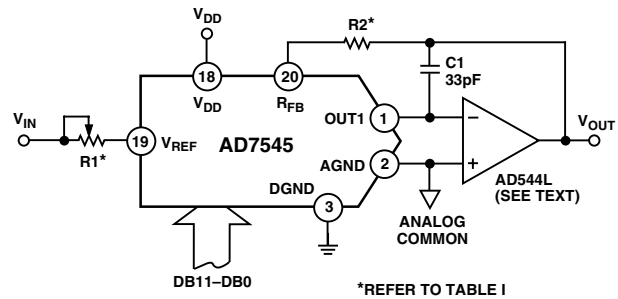 V_DD
R2*
C1
33pF
18
20
V_DD
R_FB
V_IN
R1*
19
V_REF
AD7545
OUT1
1
AGND
2
DGND
3
−
+
V_OUT
AD544L
(SEE TEXT)
ANALOG
COMMON
DB11–DB0
*REFER TO TABLE I